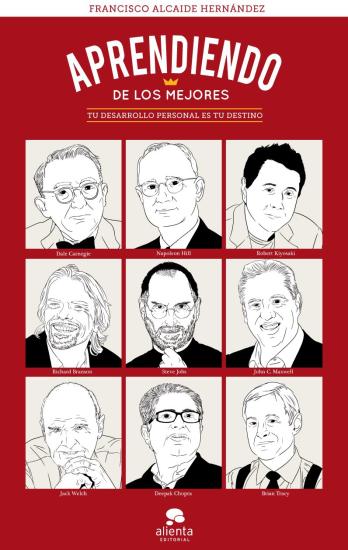 FRANCISCO ALCAIDE HERNÁNDEZ
APRENDIENDO
DE LOS MEJORES
TU DESARROLLO PERSONAL ES TU DESTINO
Dale Carnegie
Napoleon Hill
Robert Kiyosaki
Richard Branson
Steve Jobs
John C. Maxwell
Jack Welch
Deepak Chopra
Brian Tracy
alienta
EDITORIAL